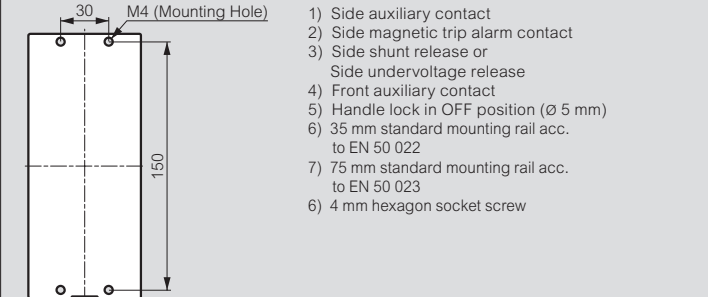 30
M4 (Mounting Hole)
150
1) Side auxiliary contact
2) Side magnetic trip alarm contact
3) Side shunt release or
Side undervoltage release
4) Front auxiliary contact
5) Handle lock in OFF position (Ø 5 mm)
6) 35 mm standard mounting rail acc.
to EN 50 022
7) 75 mm standard mounting rail acc.
to EN 50 023
6) 4 mm hexagon socket screw